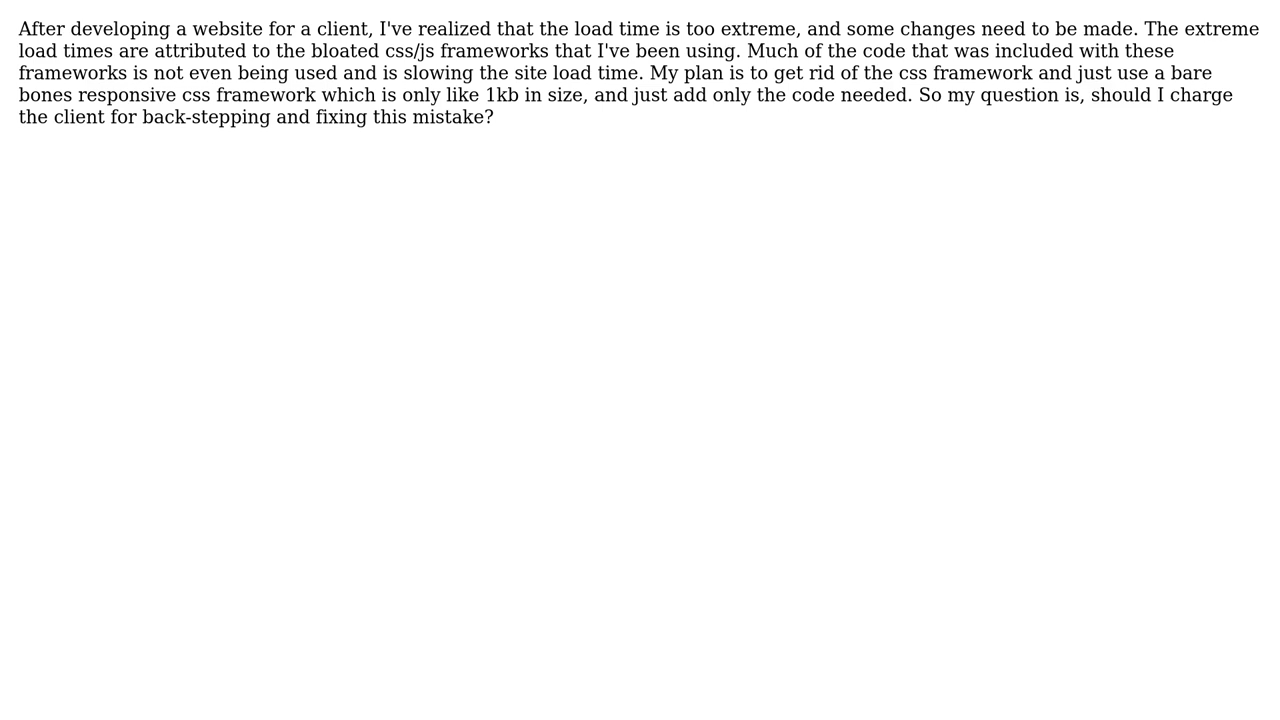 After developing a website for a client, I've realized that the load time is too extreme, and some changes need to be made. The extreme
load times are attributed to the bloated css/js frameworks that I've been using. Much of the code that was included with these
frameworks is not even being used and is slowing the site load time. My plan is to get rid of the css framework and just use a bare
bones responsive css framework which is only like 1kb in size, and just add only the code needed. So my question is, should I charge
the client for back-stepping and fixing this mistake?